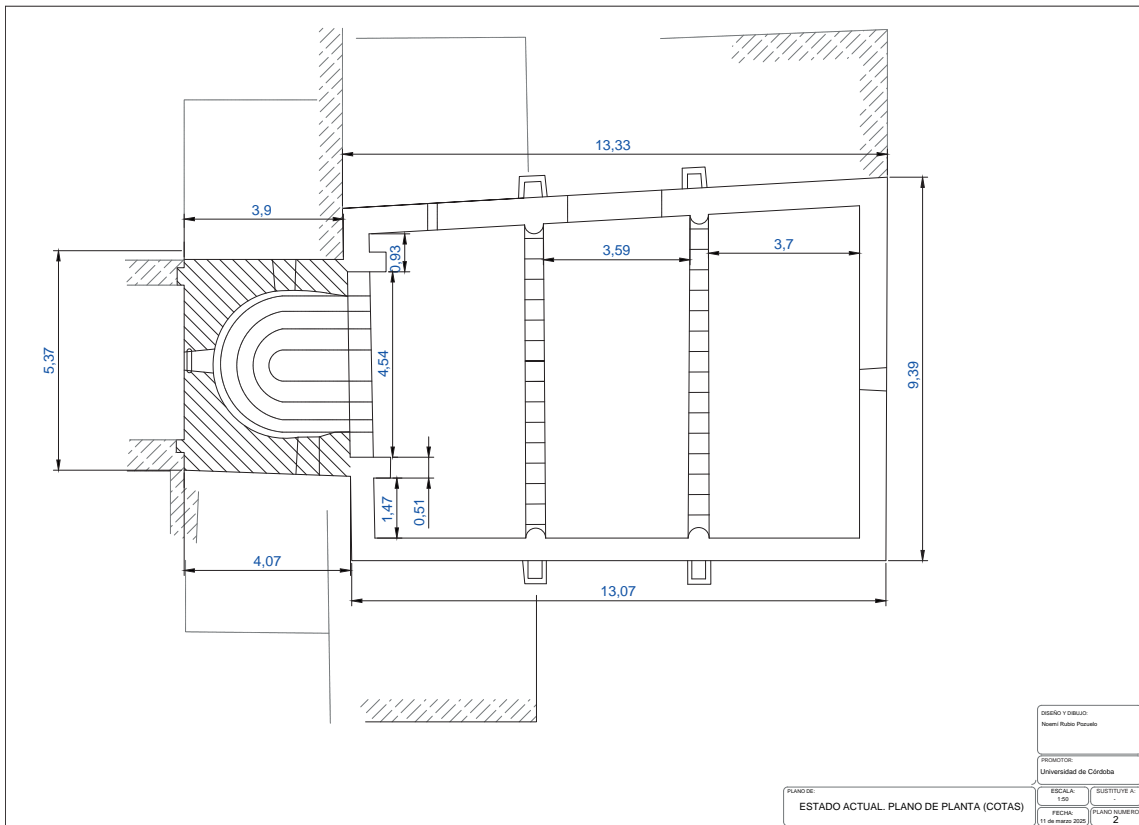 13,33
3,9
0,93
3,59
3,7
5,37
4,54
9,39
1,47
0,51
4,07
13,07
DISEÑO Y DIBUJO:
Noemí Rubio Pozuelo
PROMOTOR:
Universidad de Córdoba
PLANO DE:
ESTADO ACTUAL. PLANO DE PLANTA (COTAS)
ESCALA:
1:50
SUSTITUYE A:
-
FECHA:
11 de marzo 2025
PLANO NUMERO:
2